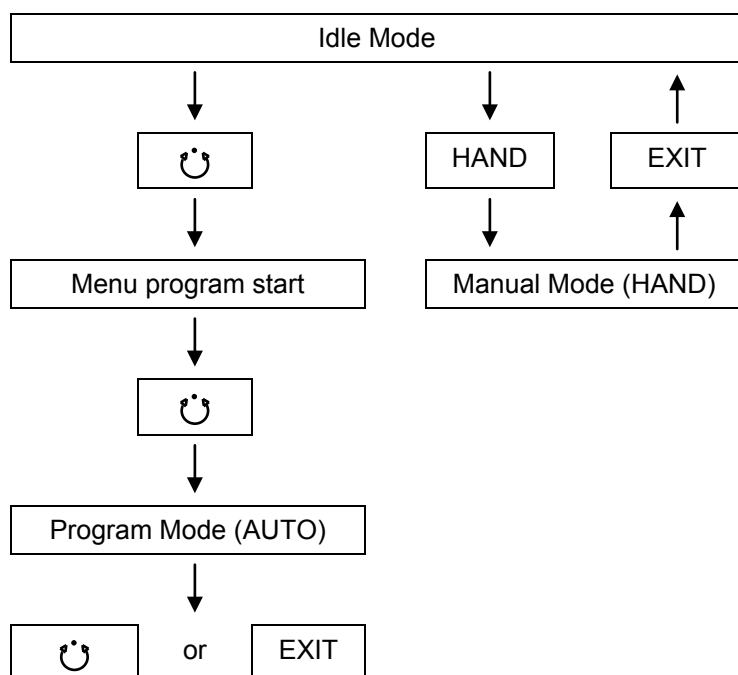 Idle Mode
HAND
EXIT
Menu program start
Manual Mode (HAND)
Program Mode (AUTO)
or
EXIT